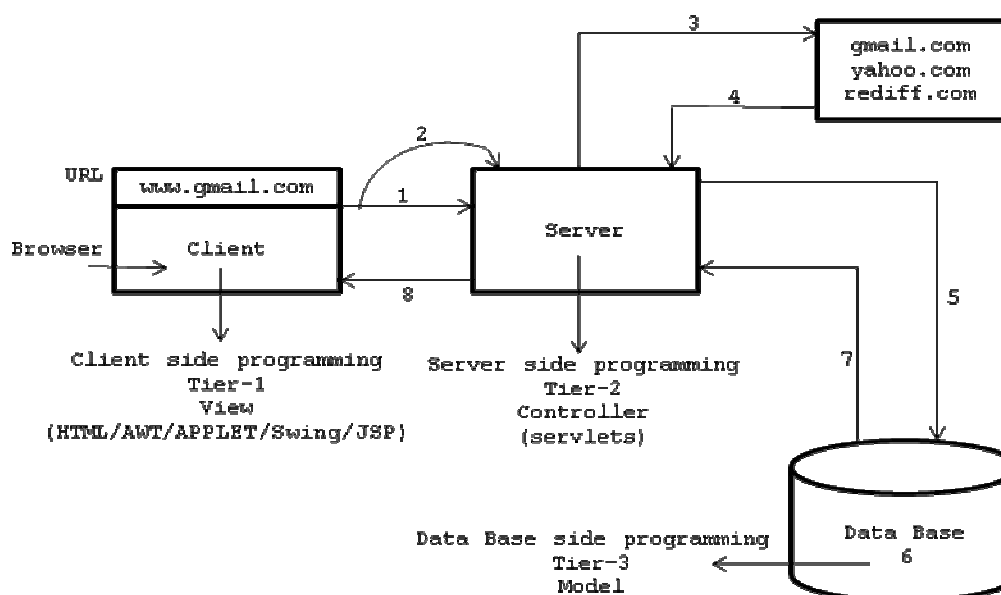 3
gmail.com
yahoo.com
rediff.com
4
2
URL
www.gmail.com
1
Server
Browser
Client
8
5
7
Client side programming
Tier-1
View
(HTML/AWT/APPLET/Swing/JSP)
Server side programming
Tier-2
Controller
(servlets)
Data Base
6
Data Base side programming
Tier-3
Model